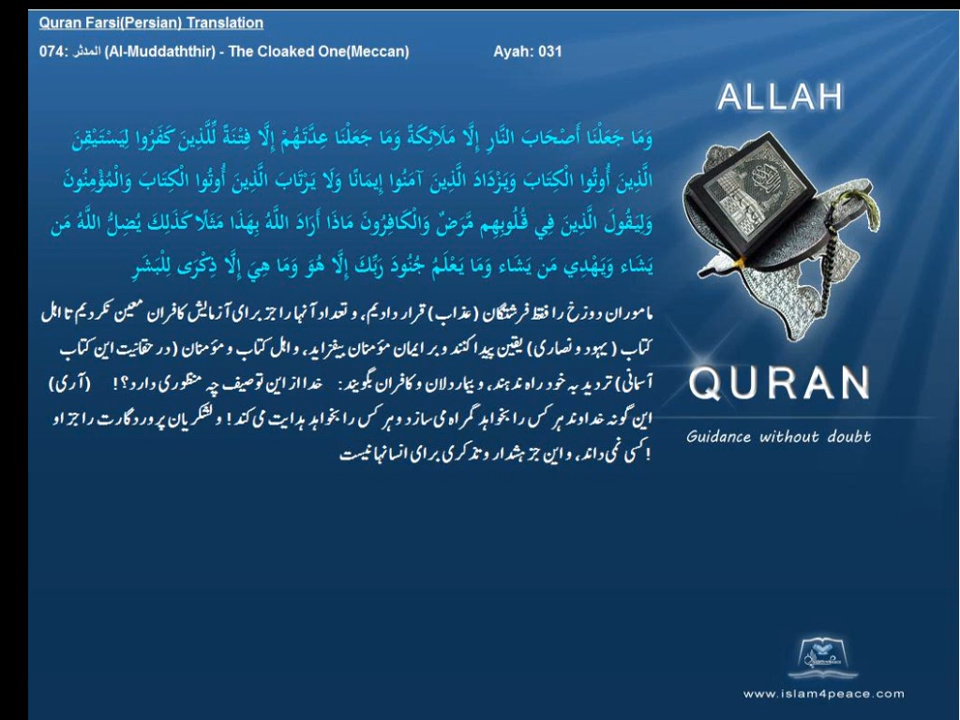 Quran Farsi(Persian) Translation
074: المدثر (Al-Muddaththir) - The Cloaked One(Meccan) Ayah: 031
وَمَا جَعَلْنَا أَصْحَابَ النَّارِ إِلَّا مَلَائِكَةً وَمَا جَعَلْنَا عِدَّتَهُمْ إِلَّا فِتْنَةً لِّلَّذِينَ كَفَرُوا لِيَسْتَيْقِنَ
الَّذِينَ أُوتُوا الْكِتَابَ وَيَزْدَادَ الَّذِينَ آمَنُوا إِيمَانًا وَلَا يَرْتَابَ الَّذِينَ أُوتُوا الْكِتَابَ وَالْمُؤْمِنُونَ
وَلِيَقُولَ الَّذِينَ فِي قُلُوبِهِم مَّرَضٌ وَالْكَافِرُونَ مَاذَا أَرَادَ اللَّهُ بِهَذَا مَثَلًا كَذَلِكَ يُضِلُّ اللَّهُ مَن
يَشَاء وَيَهْدِي مَن يَشَاء وَمَا يَعْلَمُ جُنُودَ رَبِّكَ إِلَّا هُوَ وَمَا هِيَ إِلَّا ذِكْرَى لِلْبَشَرِ
ماموران دوزخ را فقط فرشتگان (عذاب) قرار دادیم، و تعداد آنها را جز برای آزمایش کافران معین نکردیم تا اهل
کتاب ( یهود و نصاری) یقین پیدا کنند و بر ایمان مؤمنان بیفزاید، و اهل کتاب و مؤمنان (در حقانیت این کتاب
آسمانی) تردید به خود راه ندهند، و بیماردلان و کافران بگویند: خدا از این توصیف چه منظوری دارد؟! (آری)
این گونه خداوند هر کس را بخواهد گمراه می سازد و هر کس را بخواهد هدایت می کند! و لشکریان پروردگارت را جز او
! کسی نمی داند، و این جز هشدار و تذکری برای انسانها نیست
ALLAH
QURAN
Guidance without doubt
www.islam4peace.com